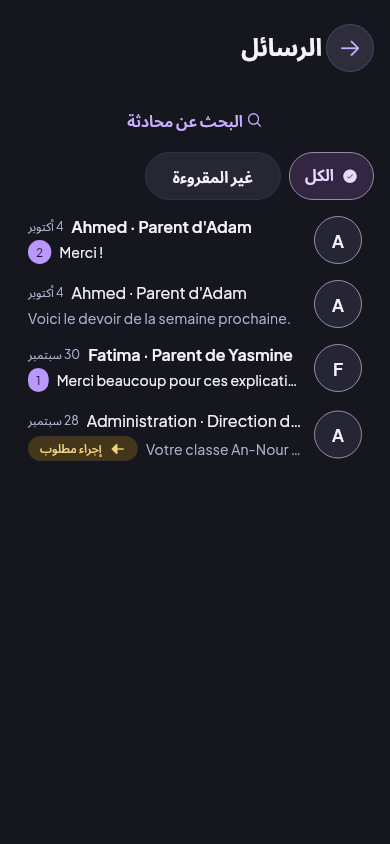 الرسائل
البحث عن محادثة
الكل
غير المقروءة
A
Ahmed · Parent d'Adam
4 أكتوبر
Merci !
2
A
Ahmed · Parent d'Adam
4 أكتوبر
Voici le devoir de la semaine prochaine.
F
Fatima · Parent de Yasmine
30 سبتمبر
Merci beaucoup pour ces explicati…
1
A
Administration · Direction d…
28 سبتمبر
Votre classe An-Nour …
إجراء مطلوب